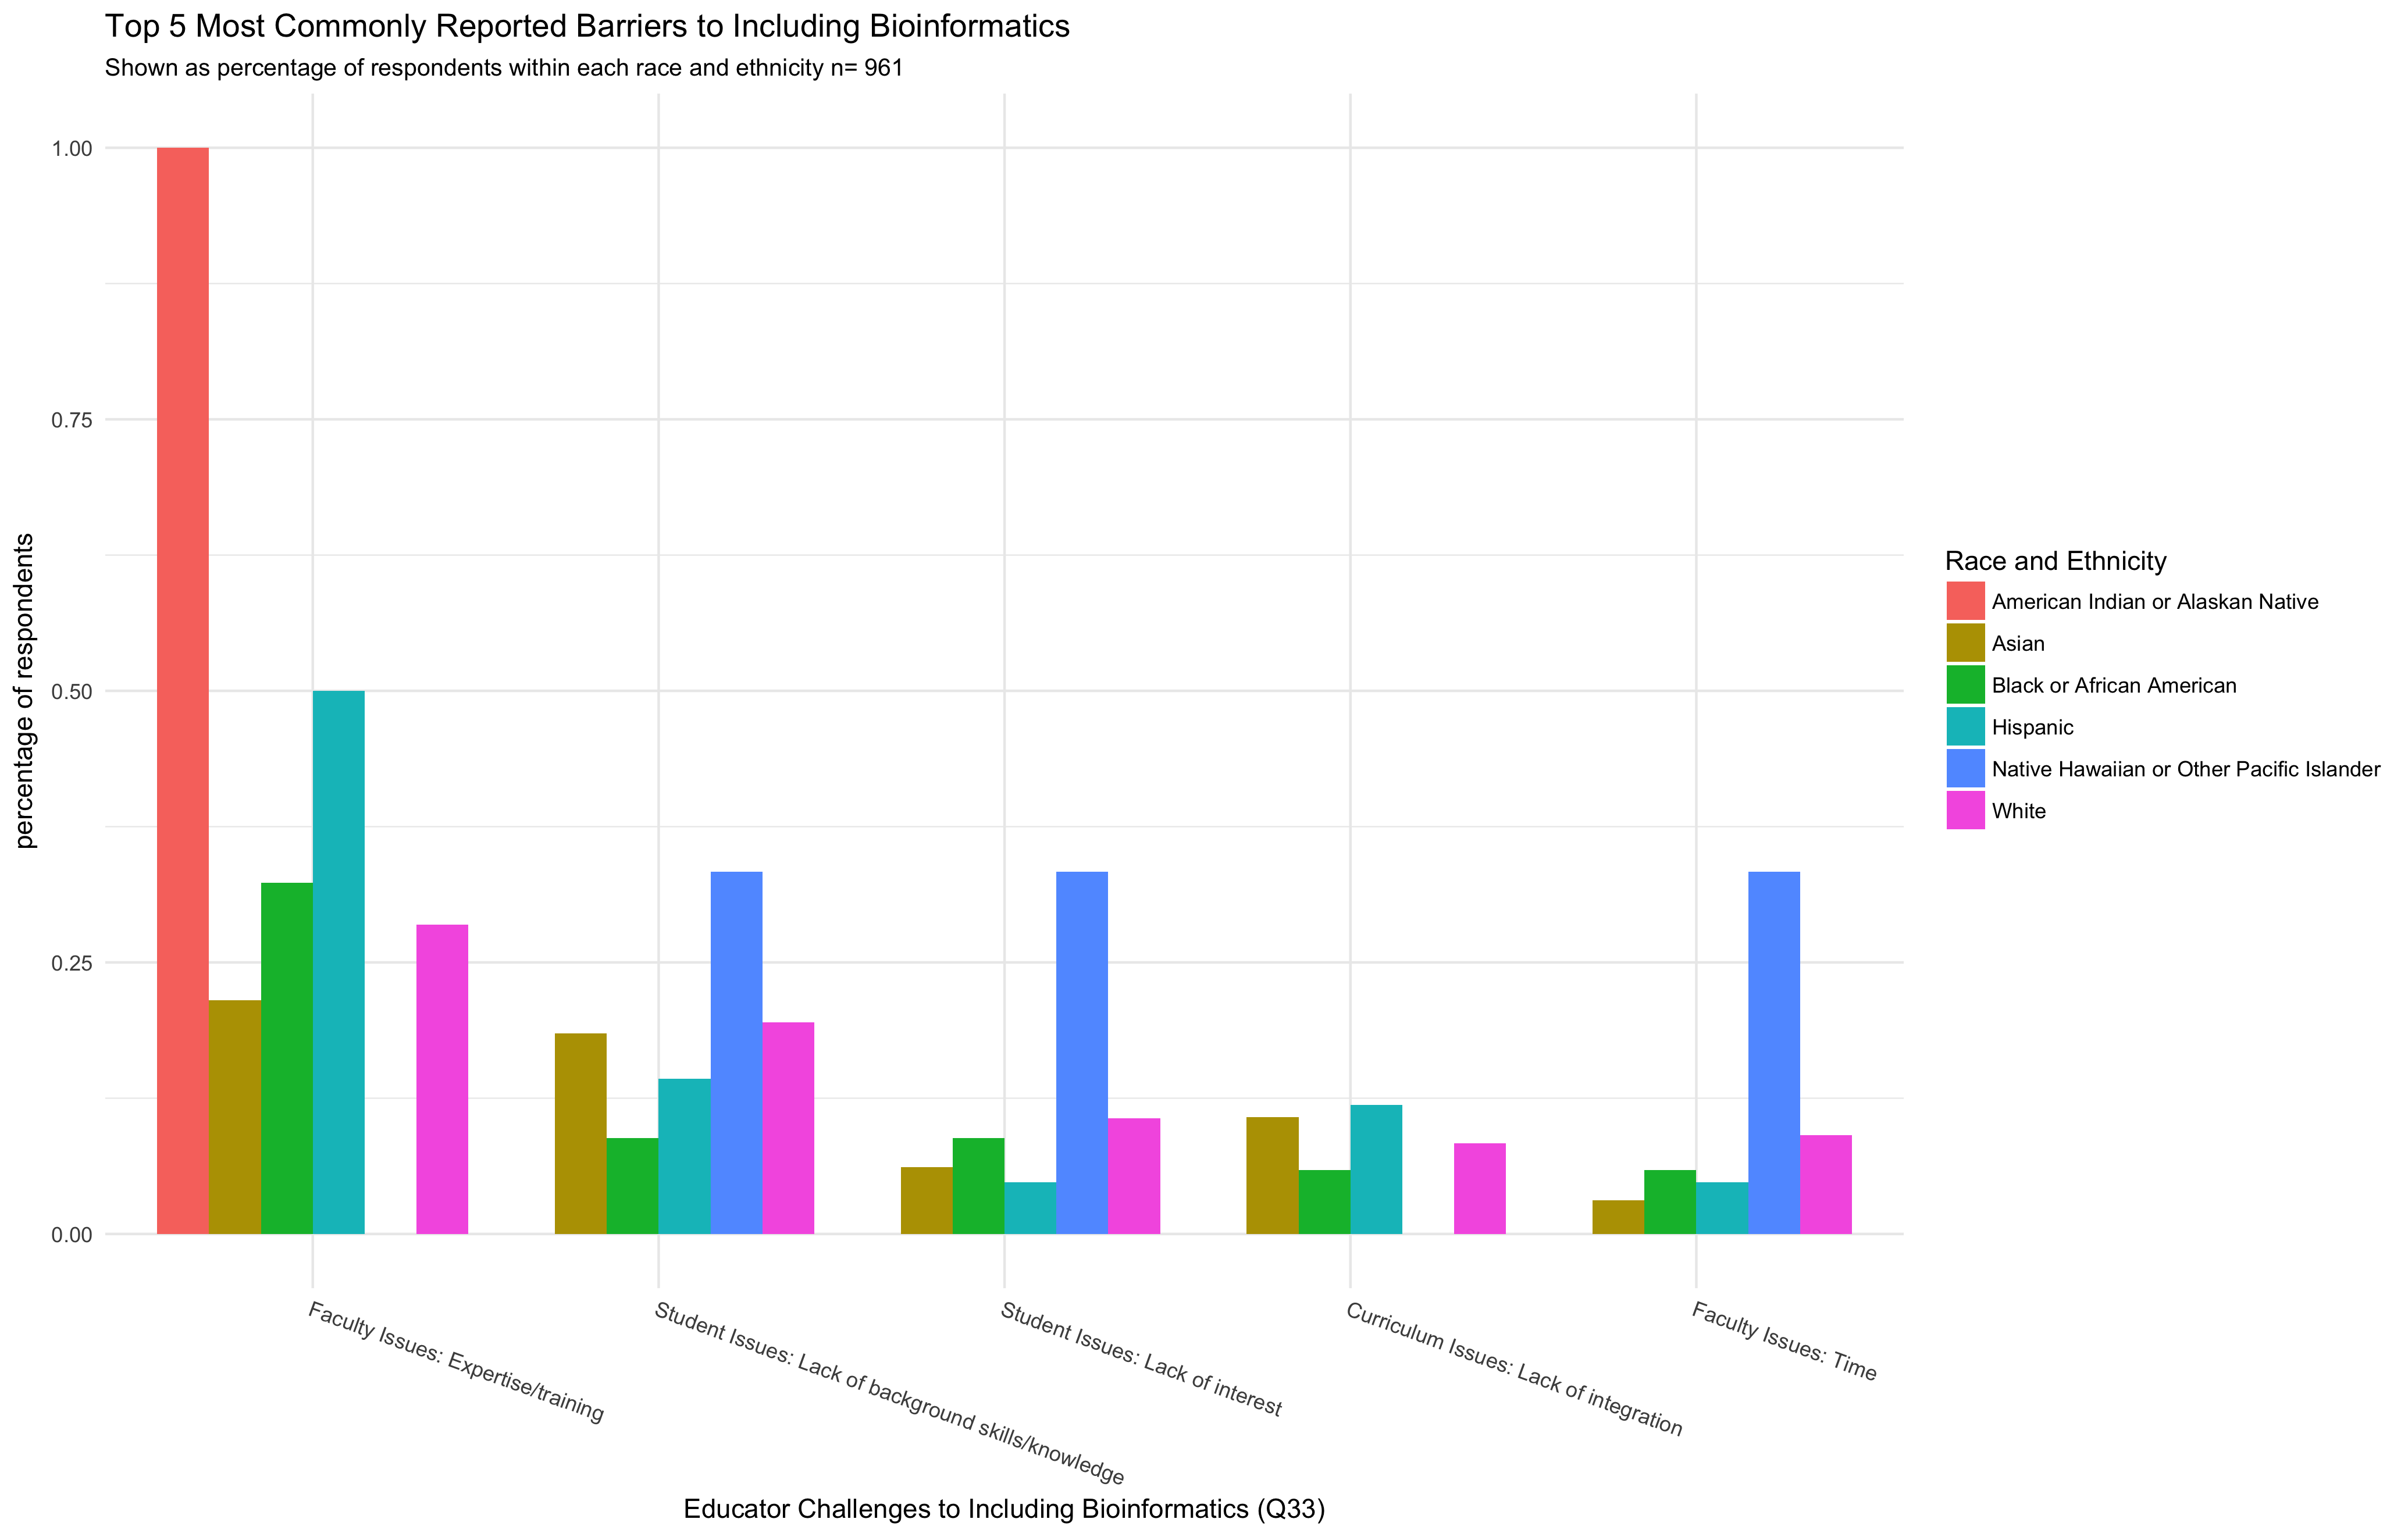 Top 5 Most Commonly Reported Barriers to Including Bioinformatics
Shown as percentage of respondents within each race and ethnicity n= 961
percentage of respondents
1.00
0.75
0.50
0.25
0.00
Faculty Issues: Expertise/training
Student Issues: Lack of background skills/knowledge
Student Issues: Lack of interest
Curriculum Issues: Lack of integration
Faculty Issues: Time
Educator Challenges to Including Bioinformatics (Q33)
Race and Ethnicity
American Indian or Alaskan Native
Asian
Black or African American
Hispanic
Native Hawaiian or Other Pacific Islander
White